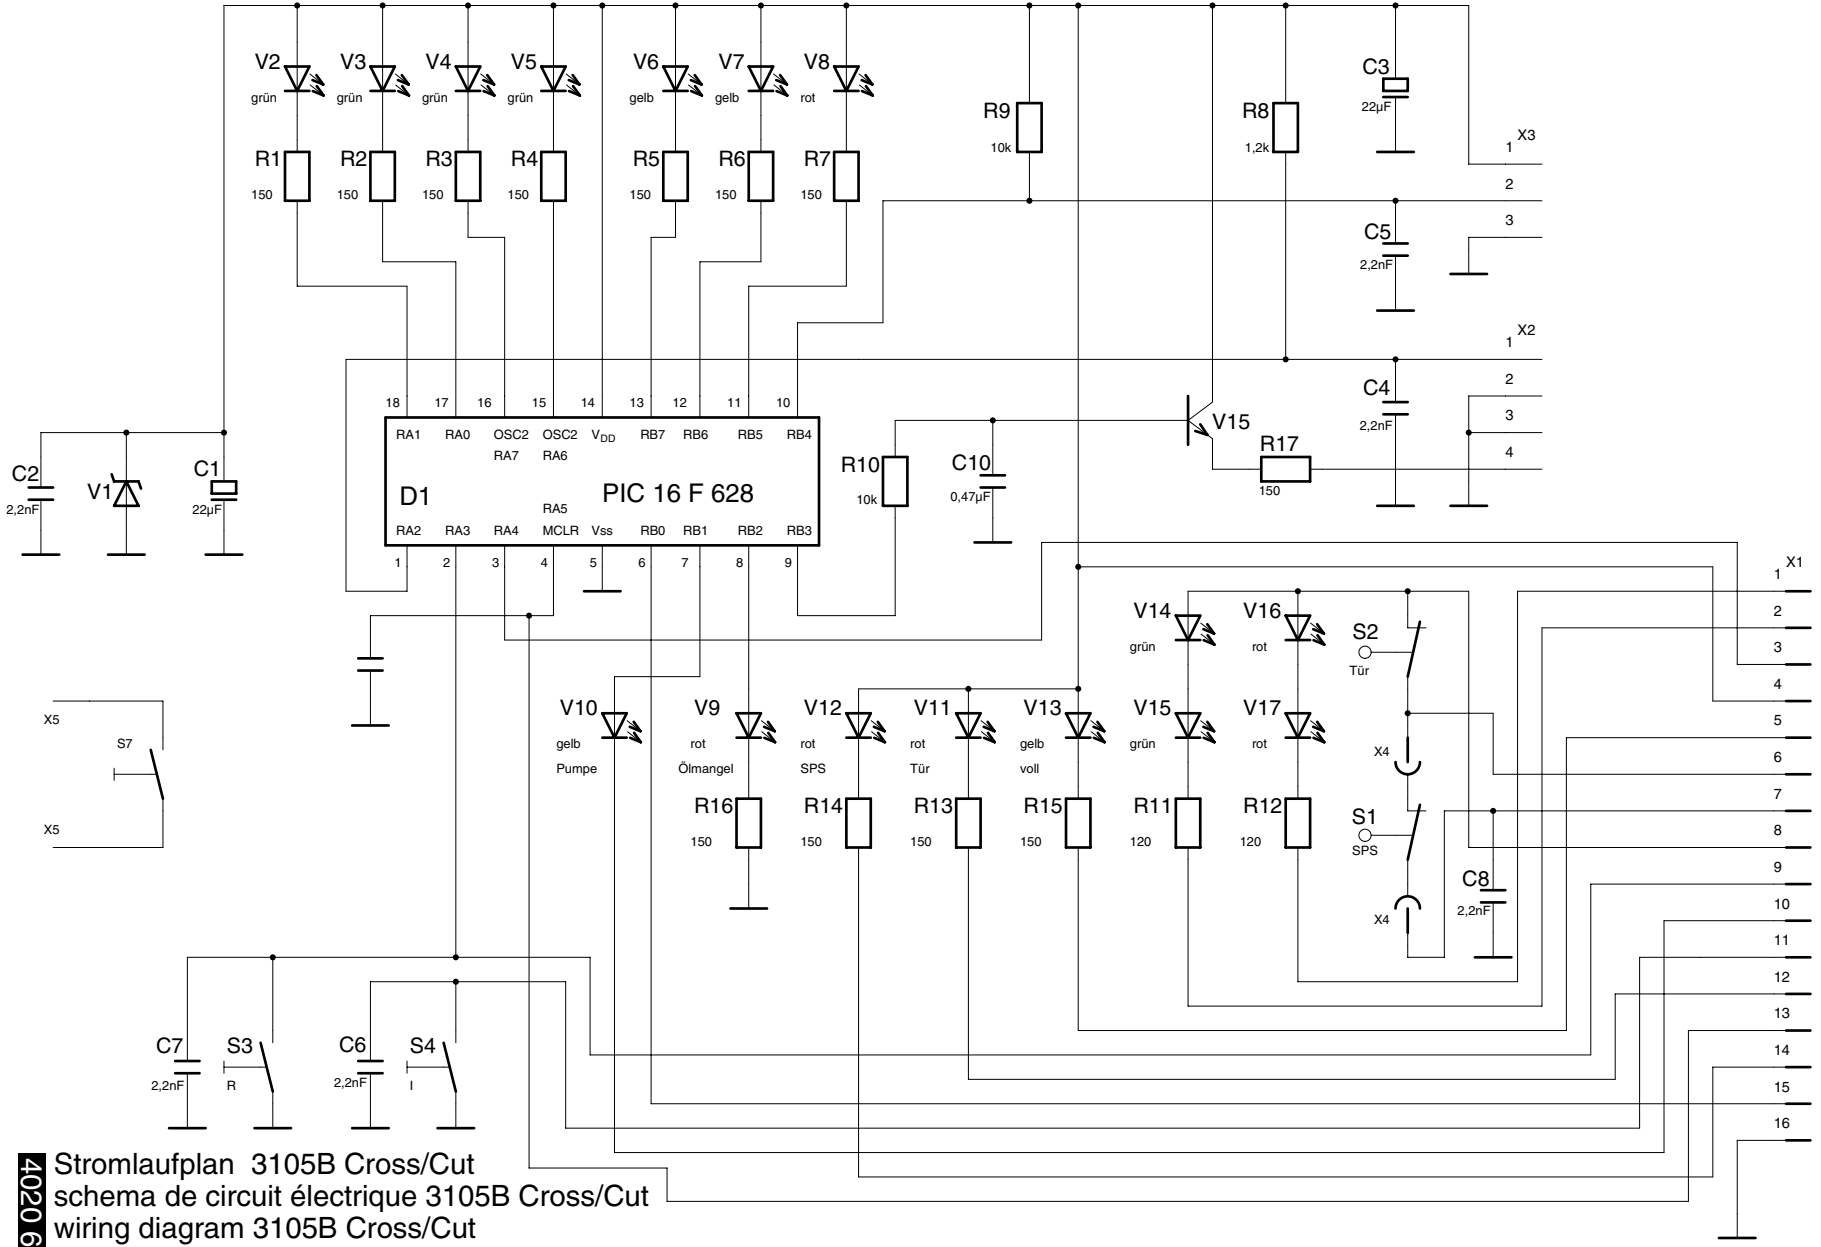 V2 V3 V4 V5 V6 V7 V8
grün grün grün grün gelb gelb rot
C3
22µF
R9 R8
10k 1,2k
X3
1
R1 R2 R3 R4 R5 R6 R7
150 150 150 150 150 150 150
2
3
C5
2,2nF
X2
1
2
C4
2,2nF
3
4
18 17 16 15 14 13 12 11 10
RA1 RA0 OSC2 OSC2 VDD RB7 RB6 RB5 RB4
RA7 RA6
V15
R17
150
C2
2,2nF
V1
C1
22µF
D1 PIC 16 F 628
R10
10k
C10
0,47µF
RA5
RA2 RA3 RA4 MCLR Vss RB0 RB1 RB2 RB3
1 2 3 4 5 6 7 8 9
X1
1
2
3
4
5
6
7
8
9
10
11
12
13
14
15
16
V14
grün
V16
rot
S2
Tür
X5
S7
X5
V10
gelb
Pumpe
V9
rot
Ölmangel
V12
rot
SPS
V11
rot
Tür
V13
gelb
voll
V15
grün
V17
rot
X4
R16 R14 R13 R15 R11 R12
150 150 150 150 120 120
S1
SPS
X4
C8
2,2nF
C7
2,2nF
S3
R
C6
2,2nF
S4
I
4020 6
Stromlaufplan 3105B Cross/Cut
schema de circuit électrique 3105B Cross/Cut
wiring diagram 3105B Cross/Cut